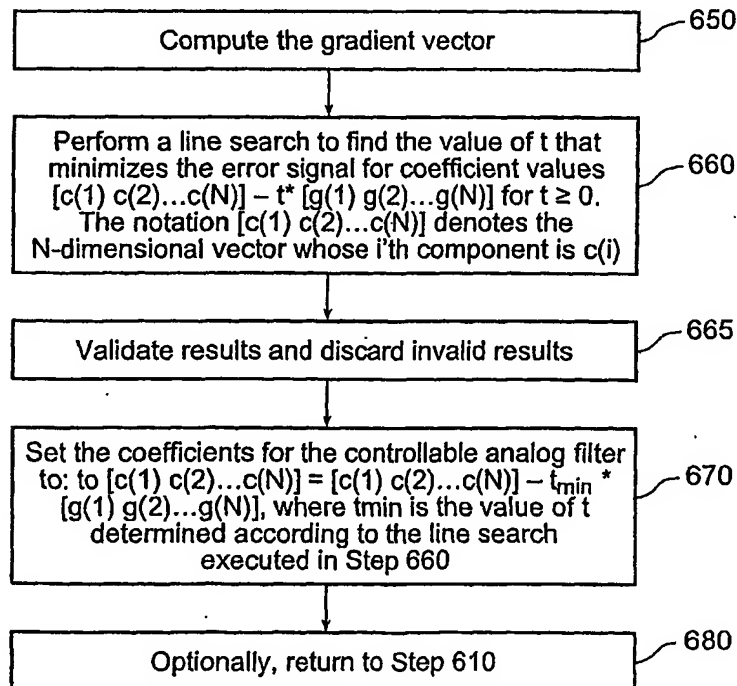 Compute the gradient vector
650
Perform a line search to find the value of t that
minimizes the error signal for coefficient values
[c(1) c(2)...c(N)] – t* [g(1) g(2)...g(N)] for t ≥ 0.
The notation [c(1) c(2)...c(N)] denotes the
N-dimensional vector whose i'th component is c(i)
660
Validate results and discard invalid results
665
Set the coefficients for the controllable analog filter
to: to [c(1) c(2)...c(N)] = [c(1) c(2)...c(N)] – tmin *
[g(1) g(2)...g(N)], where tmin is the value of t
determined according to the line search
executed in Step 660
670
Optionally, return to Step 610
680